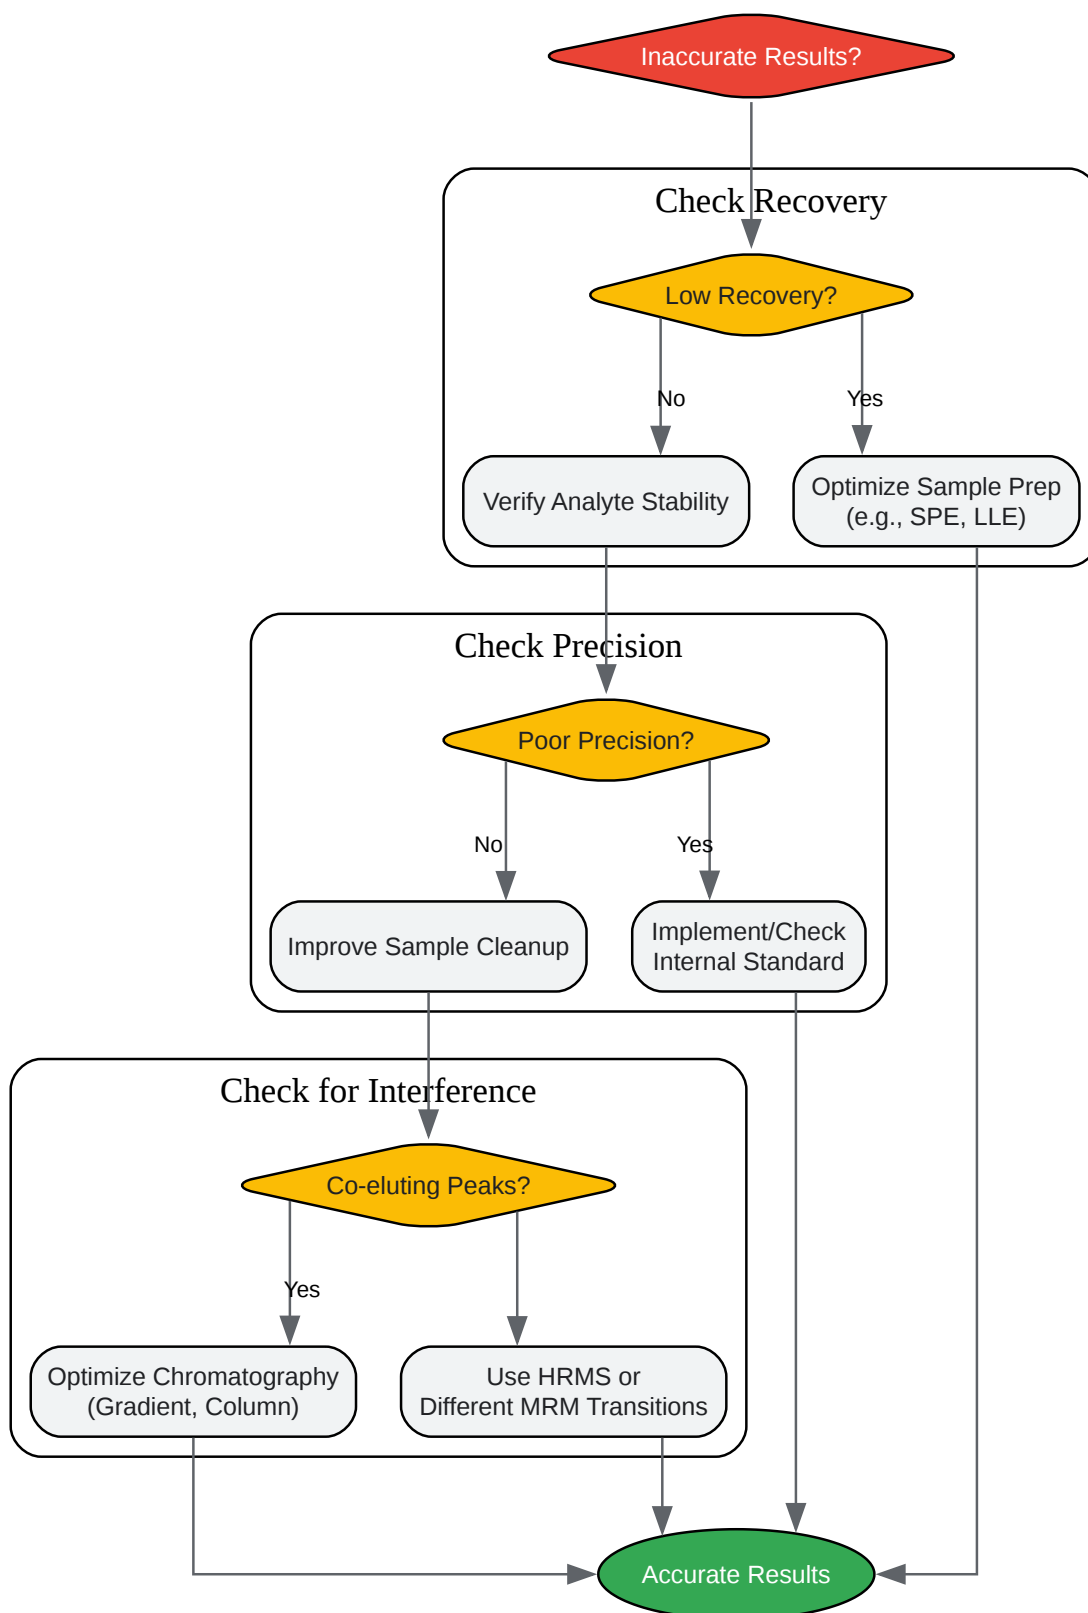 Inaccurate Results?
Check Recovery
Low Recovery?
No
Yes
Verify Analyte Stability
Optimize Sample Prep
(e.g., SPE, LLE)
Check Precision
Poor Precision?
No
Yes
Improve Sample Cleanup
Implement/Check
Internal Standard
Check for Interference
Co-eluting Peaks?
Yes
Optimize Chromatography
(Gradient, Column)
Use HRMS or
Different MRM Transitions
Accurate Results